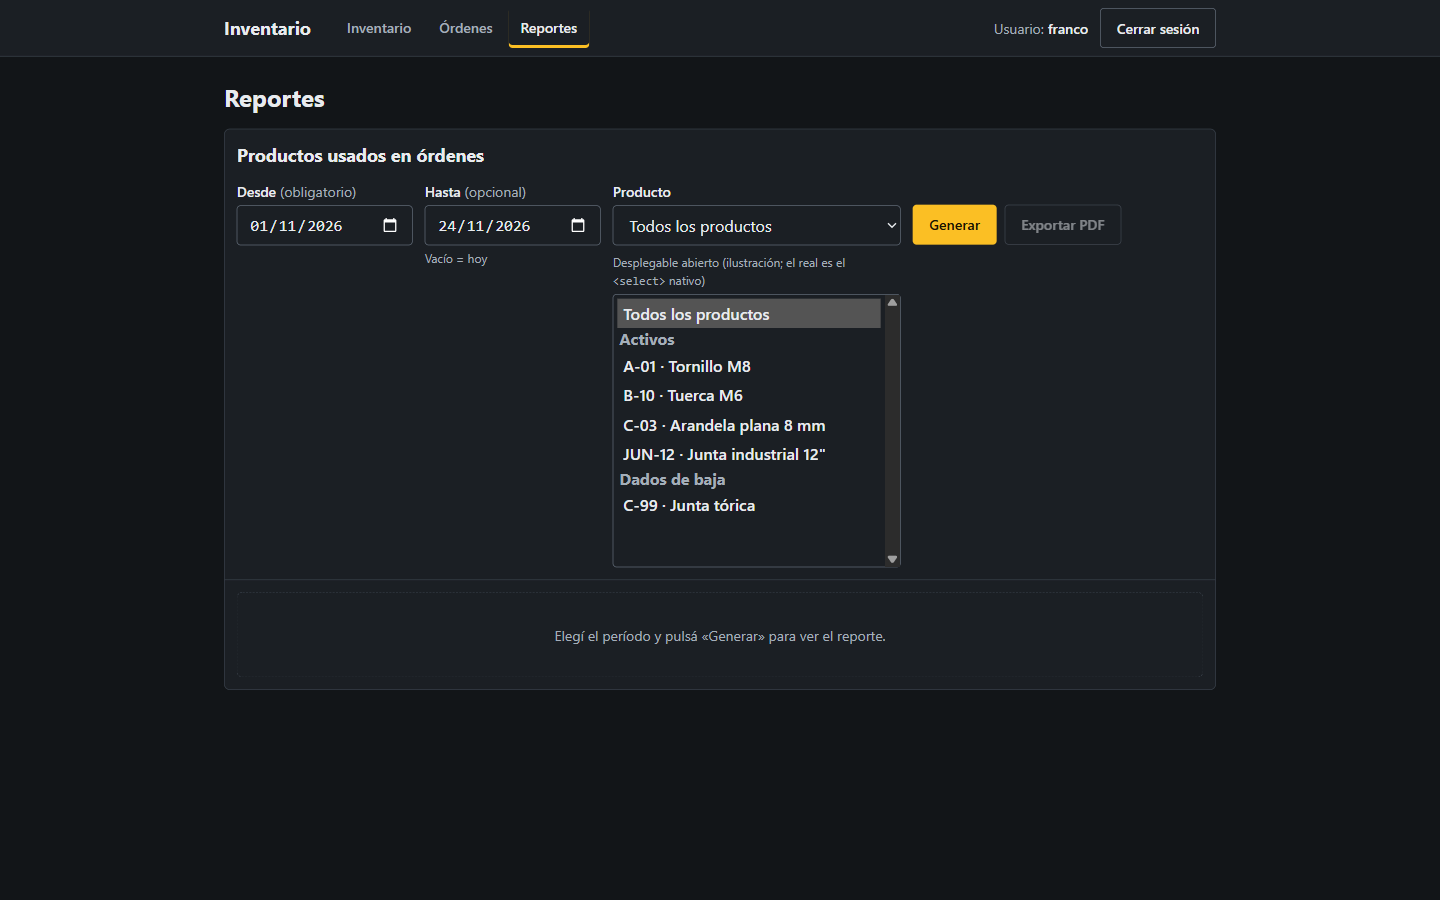 Inventario
Inventario
Órdenes
Reportes
Usuario: franco
Cerrar sesión
Reportes
Productos usados en órdenes
Desde (obligatorio)
Hasta (opcional)
Producto
01/11/2026
24/11/2026
Todos los productos
Generar
Exportar PDF
Vacío = hoy
Desplegable abierto (ilustración; el real es el
<select> nativo)
Todos los productos
Activos
A-01 · Tornillo M8
B-10 · Tuerca M6
C-03 · Arandela plana 8 mm
JUN-12 · Junta industrial 12"
Dados de baja
C-99 · Junta tórica
Elegí el período y pulsá «Generar» para ver el reporte.